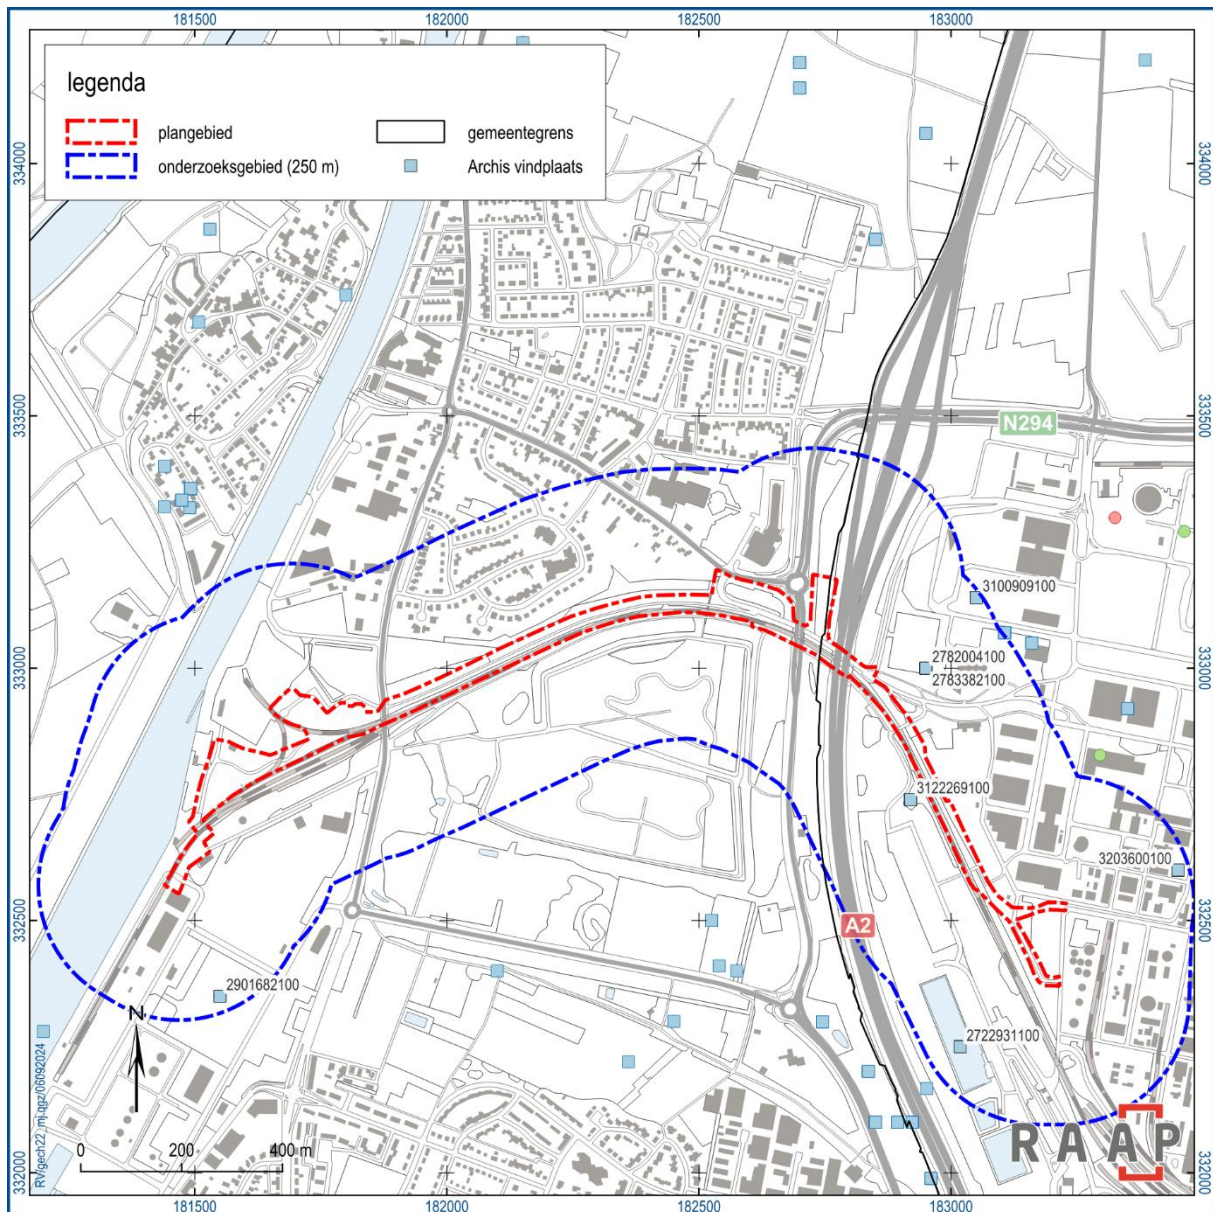 181500 182000 182500 183000
legenda
plangebied gemeentegrens
onderzoeksgebied (250 m) Archis vindplaats
334000 334000
333500 333500
N294
3100909100
333000 333000
2782004100
2783382100
3122269100
3203600100
332500 332500
A2
2901682100
N
2722931100
RAAP
0 200 400 m
332000 332000
181500 182000 182500 183000